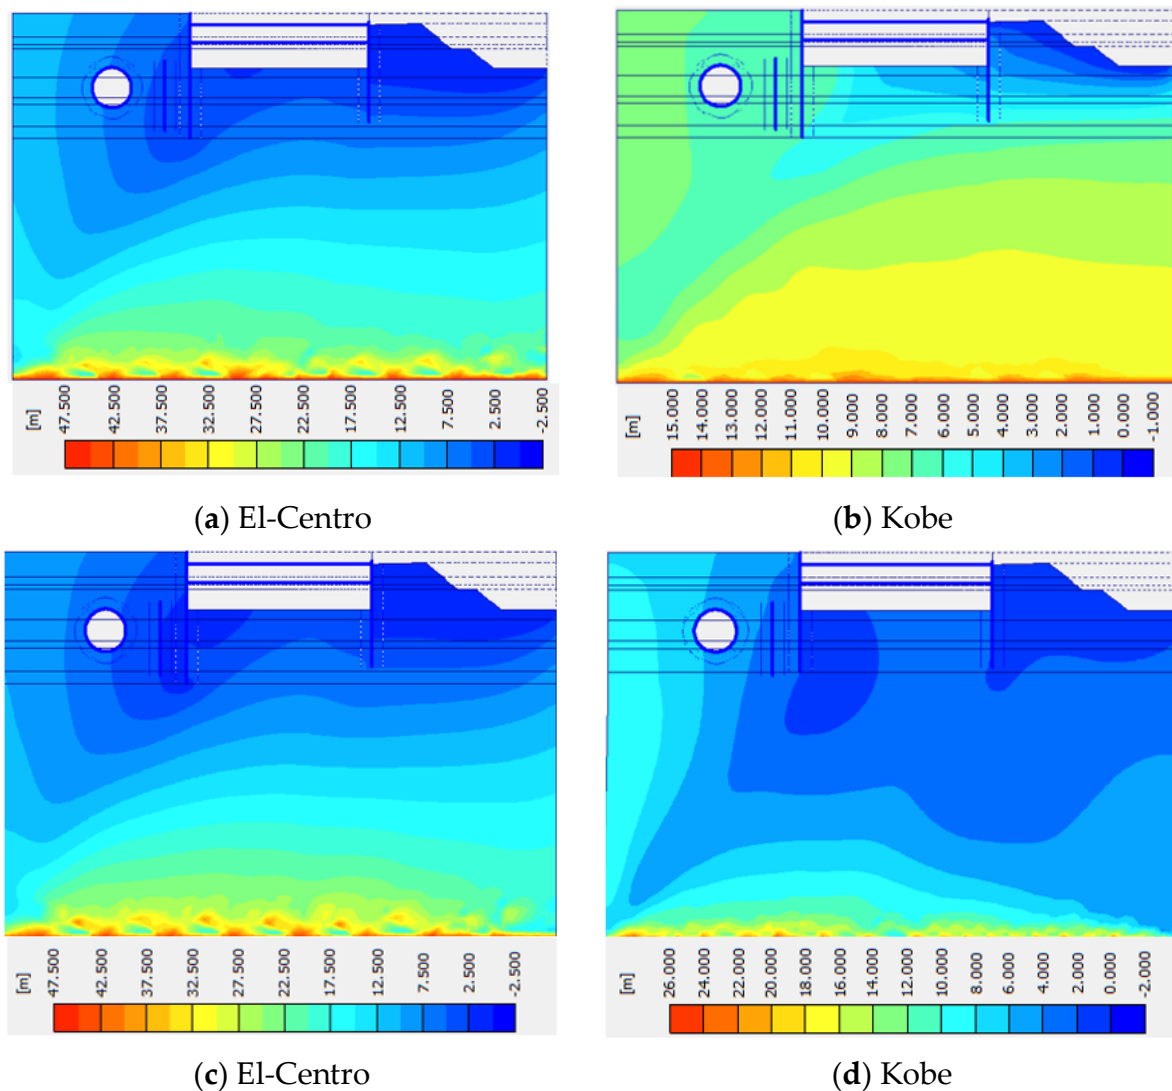 [m] 47.500 42.500 37.500 32.500 27.500 22.500 17.500 12.500 7.500 2.500 -2.500
[m] 15.000 14.000 13.000 12.000 11.000 10.000 9.000 8.000 7.000 6.000 5.000 4.000 3.000 2.000 1.000 0.000 -1.000
(a) El-Centro
(b) Kobe
[m] 47.500 42.500 37.500 32.500 27.500 22.500 17.500 12.500 7.500 2.500 -2.500
[m] 26.000 24.000 22.000 20.000 18.000 16.000 14.000 12.000 10.000 8.000 6.000 4.000 2.000 0.000 -2.000
(c) El-Centro
(d) Kobe